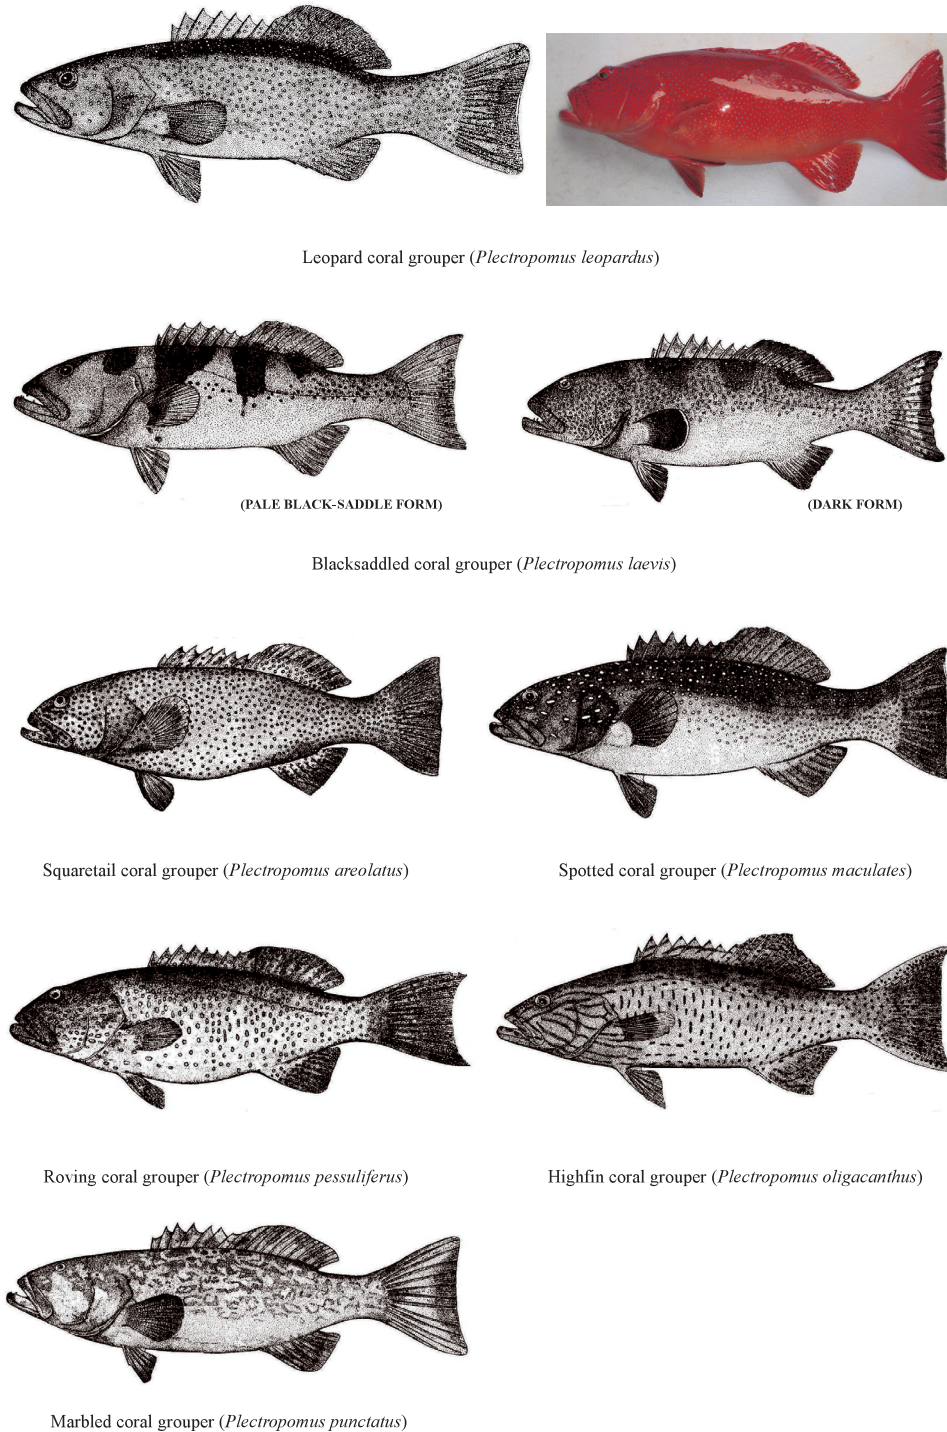 Leopard coral grouper (Plectropomus leopardus)
(PALE BLACK-SADDLE FORM)
(DARK FORM)
Blacksaddled coral grouper (Plectropomus laevis)
Squaretail coral grouper (Plectropomus areolatus)
Spotted coral grouper (Plectropomus maculates)
Roving coral grouper (Plectropomus pessuliferus)
Highfin coral grouper (Plectropomus oligacanthus)
Marbled coral grouper (Plectropomus punctatus)